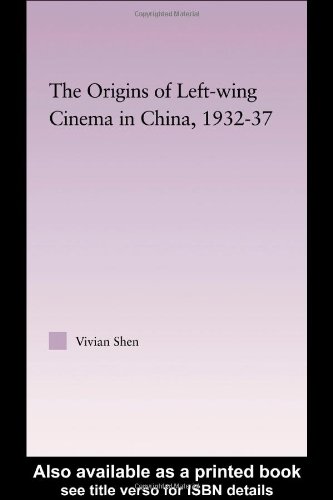 The Origins of Left-wing
Cinema in China, 1932-37
Vivian Shen
Also available as a printed book
see title verso for ISBN details